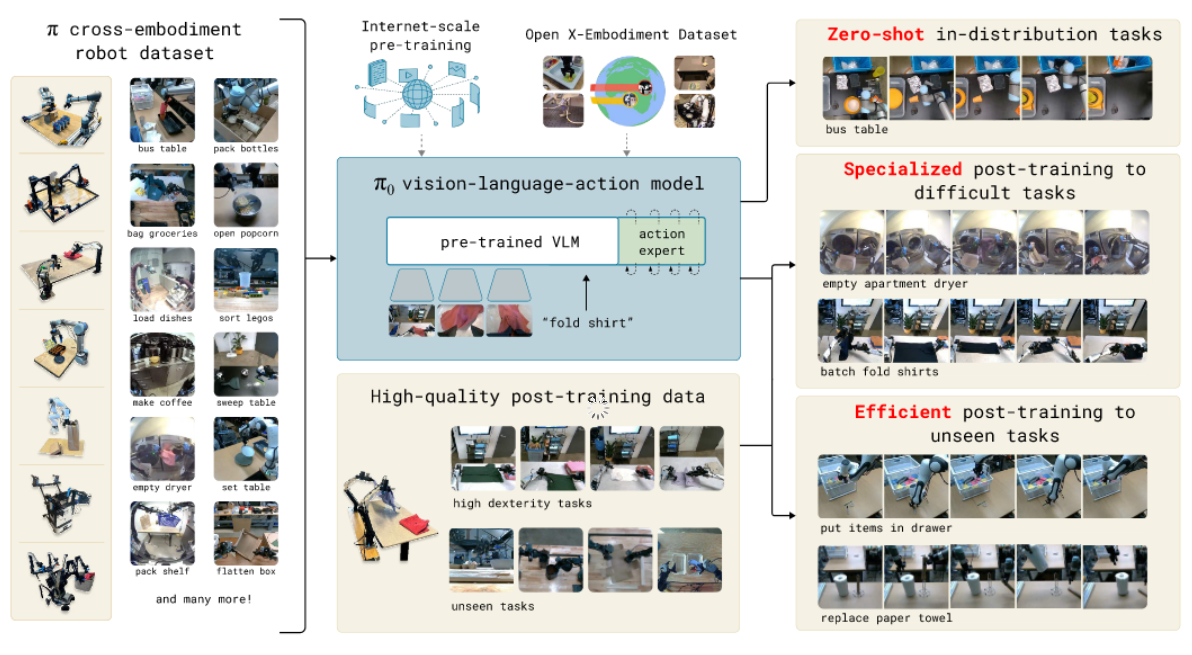 π cross-embodiment
robot dataset
bus table
pack bottles
bag groceries
open popcorn
load dishes
sort legos
make coffee
sweep table
empty dryer
set table
pack shelf
flatten box
and many more!
Internet-scale
pre-training
Open X-Embodiment Dataset
π₀ vision-language-action model
pre-trained VLM
action
expert
"fold shirt"
High-quality post-training data
high dexterity tasks
unseen tasks
Zero-shot in-distribution tasks
bus table
Specialized post-training to
difficult tasks
empty apartment dryer
batch fold shirts
Efficient post-training to
unseen tasks
put items in drawer
replace paper towel